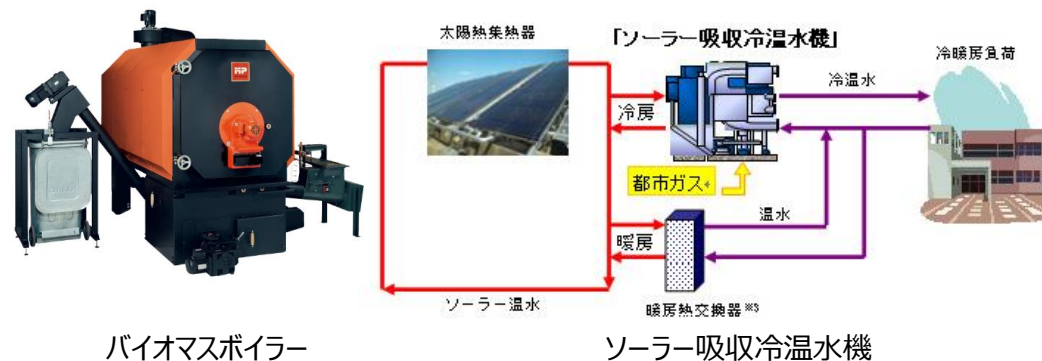 太陽熱集熱器
「ソーラー吸収冷温水機」
冷暖房負荷
冷温水
冷房
都市ガス
温水
暖房
ソーラー温水
暖房熱交換器※3
バイオマスボイラー
ソーラー吸収冷温水機